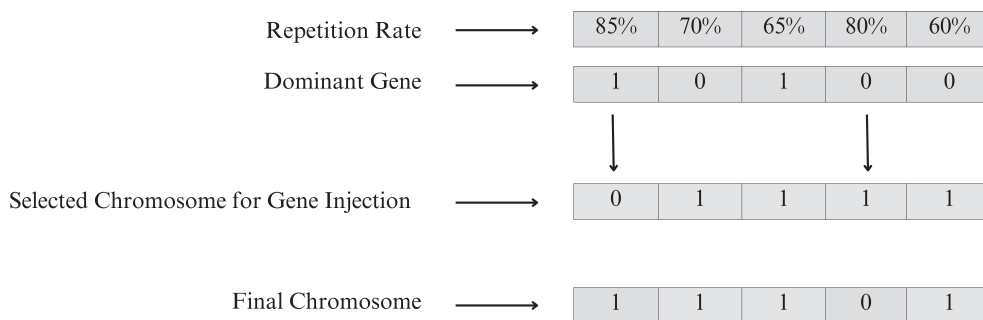 Repetition Rate 85% 70% 65% 80% 60%
Dominant Gene 1 0 1 0 0
Selected Chromosome for Gene Injection 0 1 1 1 1
Final Chromosome 1 1 1 0 1